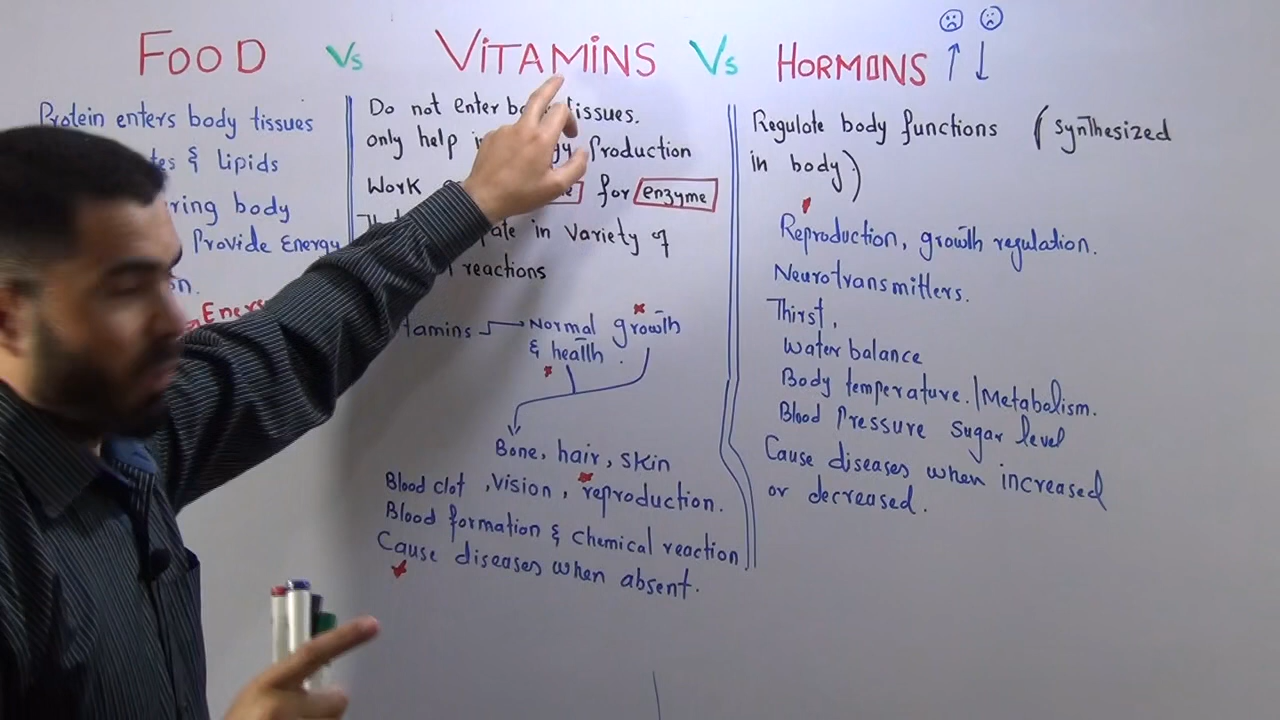 FOOD Vs VITAMINS Vs HORMONS
Protein enters body tissues
& Lipids
body
Provide Energy
Do not enter tissues.
only help Production
Work for enzyme
in Variety of
reactions
Normal growth
& health.
Bone, hair, skin
Blood clot, vision, reproduction.
Blood formation & chemical reaction
Cause diseases when absent.
Regulate body functions (synthesized
in body)
Reproduction, growth regulation.
Neurotransmitters.
Thirst,
Water balance
Body temperature./Metabolism.
Blood Pressure Sugar level
Cause diseases when increased
or decreased.